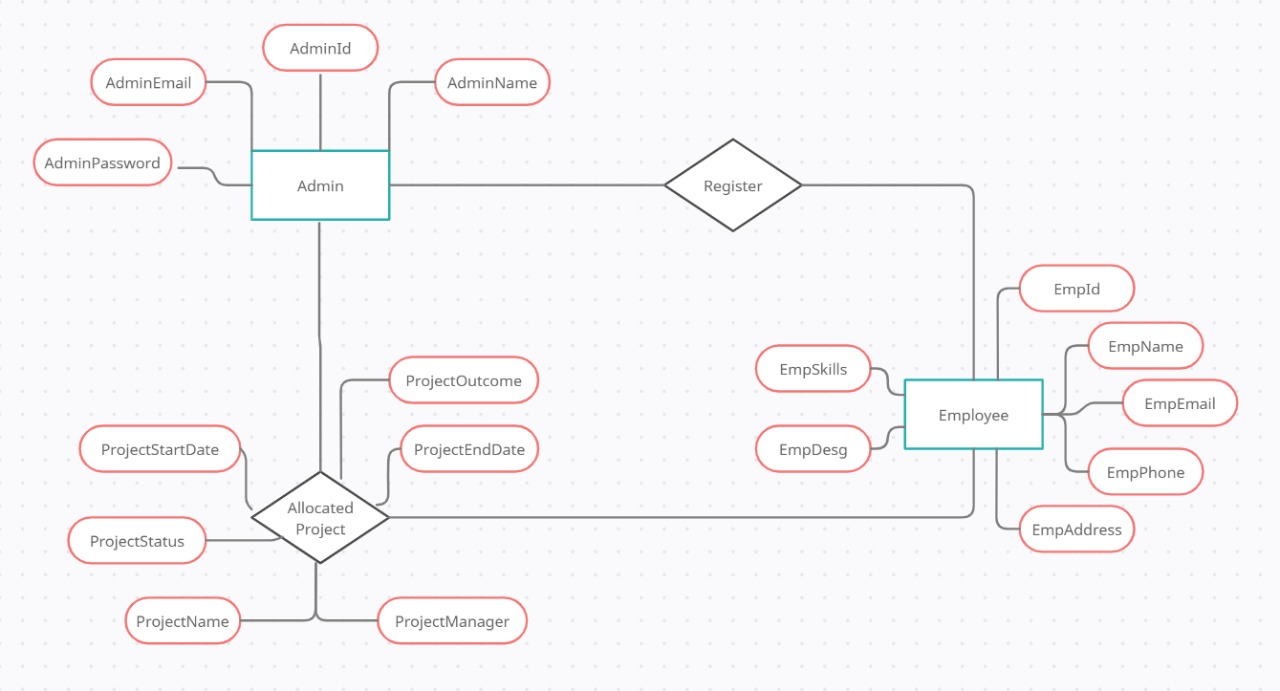 AdminId
AdminEmail
AdminName
AdminPassword
Admin
Register
EmpId
EmpName
EmpSkills
ProjectOutcome
EmpEmail
Employee
ProjectStartDate
ProjectEndDate
EmpDesg
EmpPhone
Allocated
Project
EmpAddress
ProjectStatus
ProjectName
ProjectManager